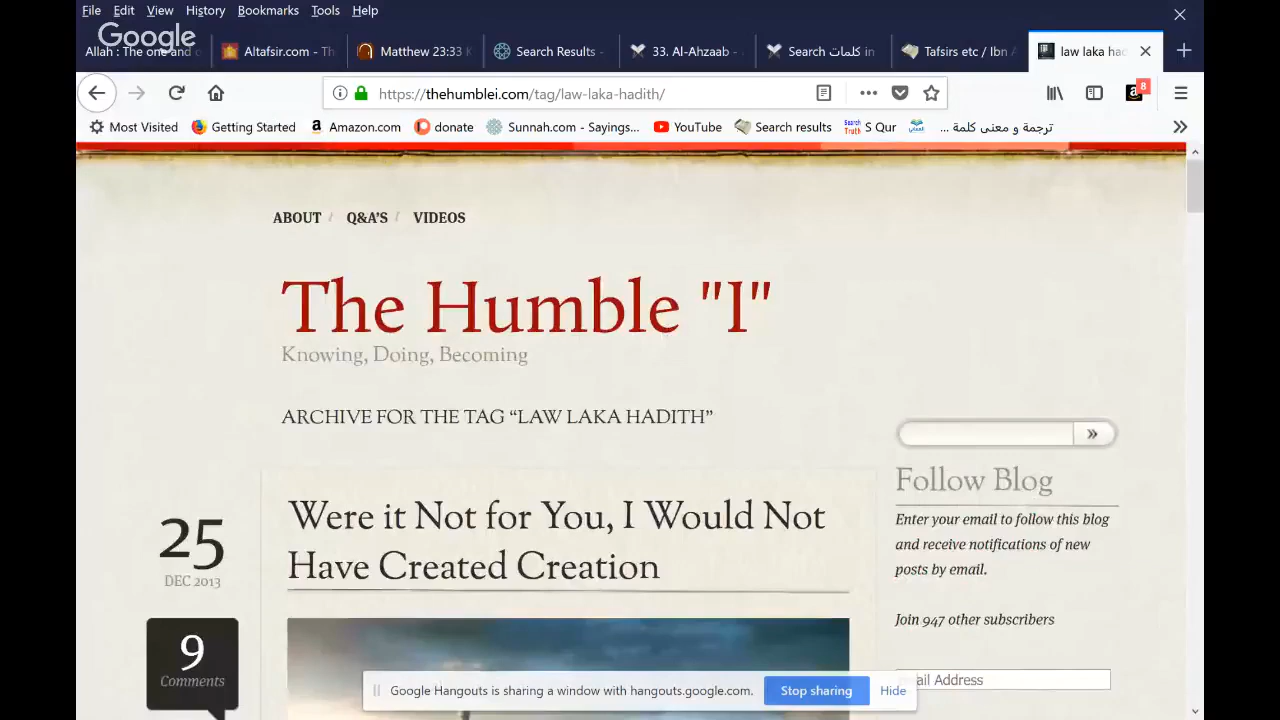 File Edit View History Bookmarks Tools Help
Google
Allah : The one and o
Altafsir.com - Th
Matthew 23:33 K
Search Results -
33. Al-Ahzaab -
Search كلمات in
Tafsirs etc / Ibn A
law laka had
https://thehumblei.com/tag/law-laka-hadith/
8
Most Visited Getting Started Amazon.com donate Sunnah.com - Sayings... YouTube Search results Search Truth S Qur ترجمة و معنى كلمة ...
ABOUT / Q&A'S / VIDEOS
The Humble "I"
Knowing, Doing, Becoming
ARCHIVE FOR THE TAG “LAW LAKA HADITH”
25
DEC 2013
9
Comments
Were it Not for You, I Would Not
Have Created Creation
Follow Blog
Enter your email to follow this blog
and receive notifications of new
posts by email.
Join 947 other subscribers
ail Address
Google Hangouts is sharing a window with hangouts.google.com. Stop sharing Hide